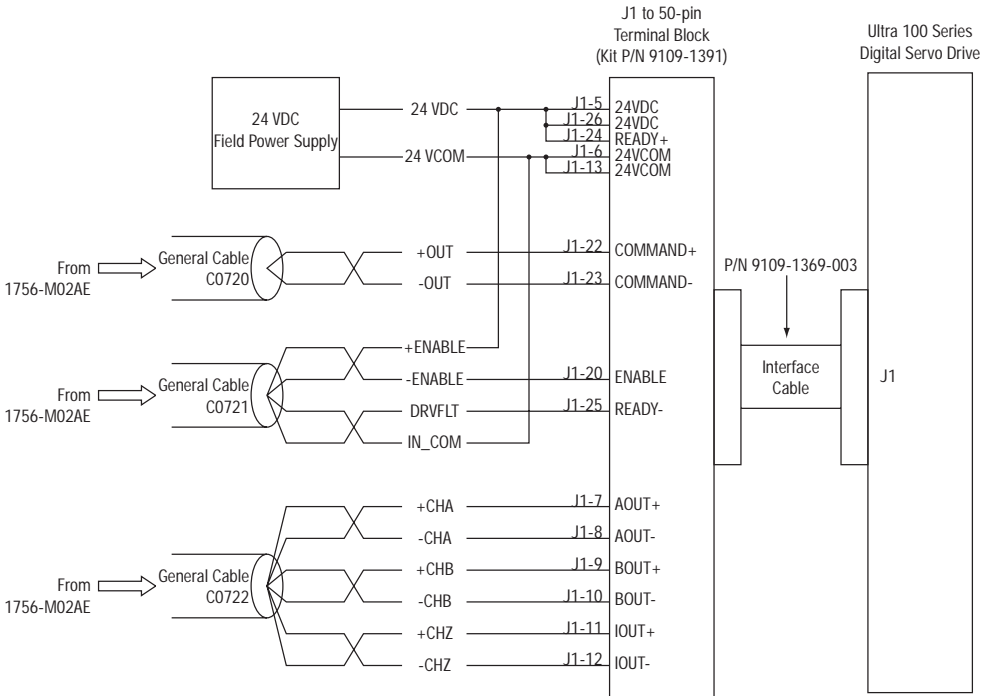 J1 to 50-pin
Terminal Block
(Kit P/N 9109-1391)
Ultra 100 Series
Digital Servo Drive
24 VDC
Field Power Supply
24 VDC
24 VCOM
J1-5 24VDC
J1-26 24VDC
J1-24 READY+
J1-6 24VCOM
J1-13 24VCOM
From
1756-M02AE
General Cable
C0720
+OUT
-OUT
J1-22 COMMAND+
J1-23 COMMAND-
P/N 9109-1369-003
Interface
Cable
J1
From
1756-M02AE
General Cable
C0721
+ENABLE
-ENABLE
DRVFLT
IN_COM
J1-20 ENABLE
J1-25 READY-
From
1756-M02AE
General Cable
C0722
+CHA
-CHA
+CHB
-CHB
+CHZ
-CHZ
J1-7 AOUT+
J1-8 AOUT-
J1-9 BOUT+
J1-10 BOUT-
J1-11 IOUT+
J1-12 IOUT-